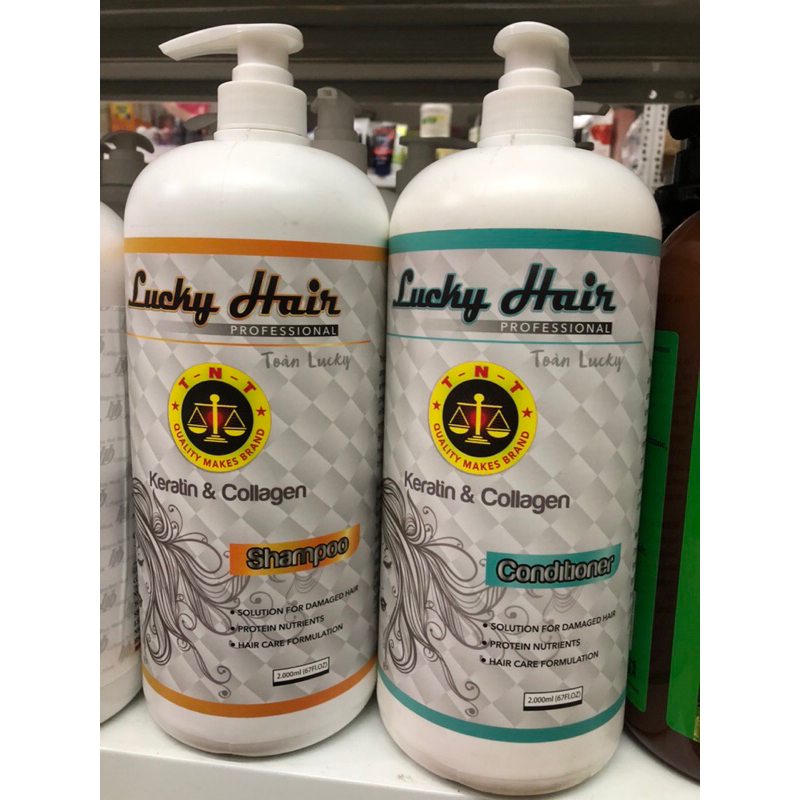 Lucky Hair
PROFESSIONAL
Toàn Lucky
T-N-T
QUALITY MAKES BRAND
Keratin & Collagen
Shampoo
• SOLUTION FOR DAMAGED HAIR
• PROTEIN NUTRIENTS
• HAIR CARE FORMULATION
2.000ml (67FLOZ)
Lucky Hair
PROFESSIONAL
Toàn Lucky
T-N-T
QUALITY MAKES BRAND
Keratin & Collagen
Conditioner
• SOLUTION FOR DAMAGED HAIR
• PROTEIN NUTRIENTS
• HAIR CARE FORMULATION
2.000ml (67FLOZ)